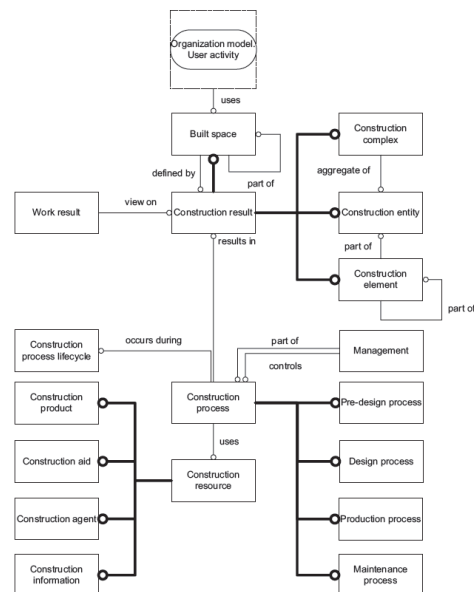 Organization model.
User activity
uses
Built space
Construction
complex
defined by
part of
aggregate of
Work result
view on
Construction result
Construction entity
results in
part of
Construction
element
part of
Construction
process lifecycle
occurs during
part of
controls
Management
Construction
product
Construction
process
Pre-design process
uses
Construction aid
Construction
resource
Design process
Construction agent
Production process
Construction
information
Maintenance
process